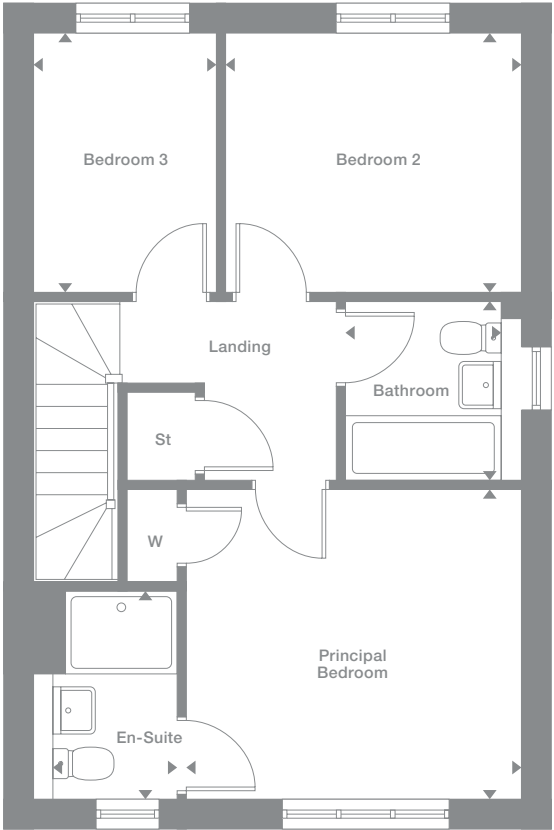 Bedroom 3
Bedroom 2
Landing
Bathroom
St
W
Principal
Bedroom
En-Suite